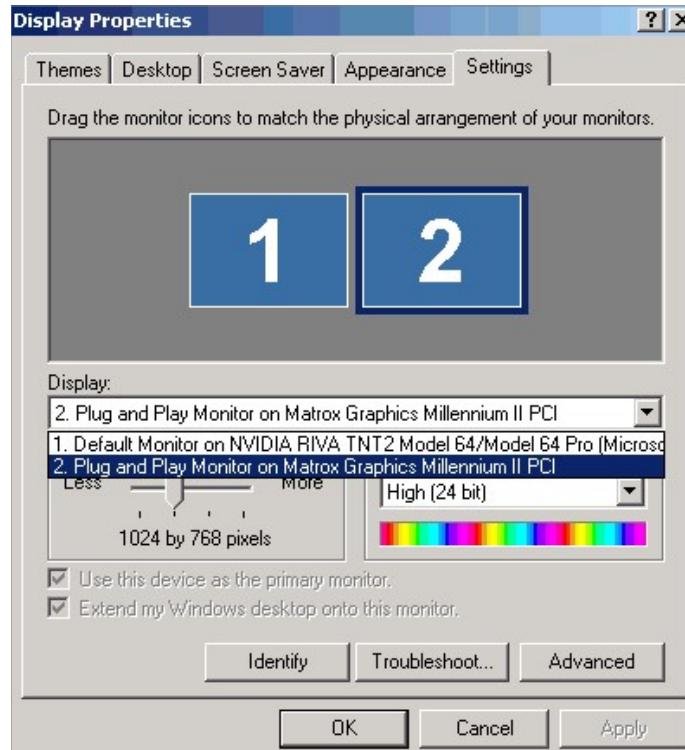 Display Properties
?
Themes Desktop Screen Saver Appearance Settings
Drag the monitor icons to match the physical arrangement of your monitors.
1 2
Display:
2. Plug and Play Monitor on Matrox Graphics Millennium II PCI
1. Default Monitor on NVIDIA RIVA TNT2 Model 64/Model 64 Pro (Microso
2. Plug and Play Monitor on Matrox Graphics Millennium II PCI
Less More High (24 bit)
1024 by 768 pixels
Use this device as the primary monitor.
Extend my Windows desktop onto this monitor.
Identify Troubleshoot... Advanced
OK Cancel Apply